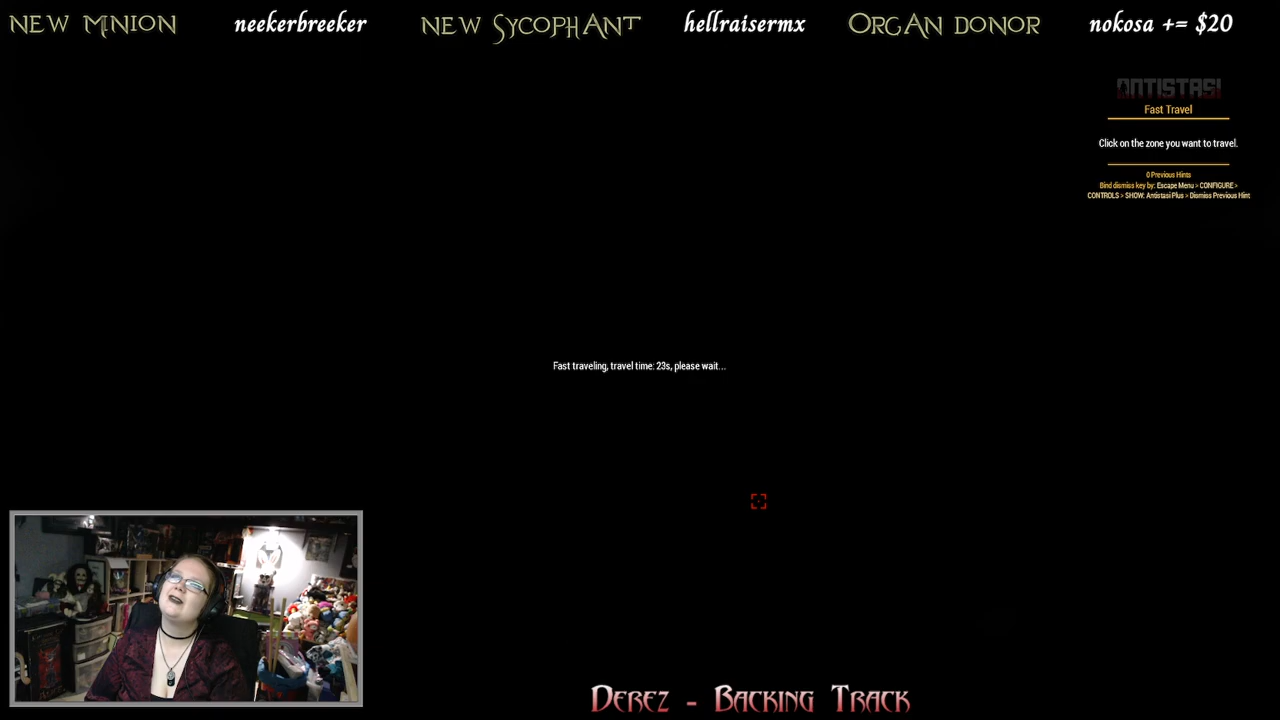 NEW MINION
neekerbreeker
NEW SYCOPHANT
hellraisermx
ORGAN DONOR
nokosa += $20
ANTISTASI
Fast Travel
Click on the zone you want to travel.
0 Previous Hints
Bind dismiss key by: Escape Menu > CONFIGURE >
CONTROLS > SHOW: Antistasi Plus > Dismiss Previous Hint
Fast traveling, travel time: 23s, please wait...
DEREZ - BACKING TRACK